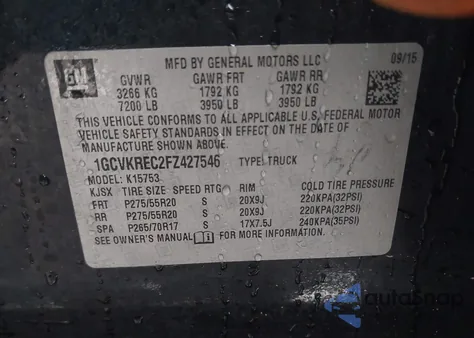 MFD BY GENERAL MOTORS LLC 09/15
GM GVWR GAWR FRT GAWR RR
3266 KG 1792 KG 1792 KG
7200 LB 3950 LB 3950 LB
THIS VEHICLE CONFORMS TO ALL APPLICABLE U.S. FEDERAL MOTOR
VEHICLE SAFETY STANDARDS IN EFFECT ON THE DATE OF
MANUFACTURE SHOWN ABOVE.
1GCVKREC2FZ427546 TYPE: TRUCK
MODEL: K15753
KJSX TIRE SIZE SPEED RTG RIM COLD TIRE PRESSURE
FRT P275/55R20 S 20X9J 220KPA(32PSI)
RR P275/55R20 S 20X9J 220KPA(32PSI)
SPA P265/70R17 S 17X7.5J 240KPA(35PSI)
SEE OWNER'S MANUAL i FOR MORE INFORMATION.
autoSnap